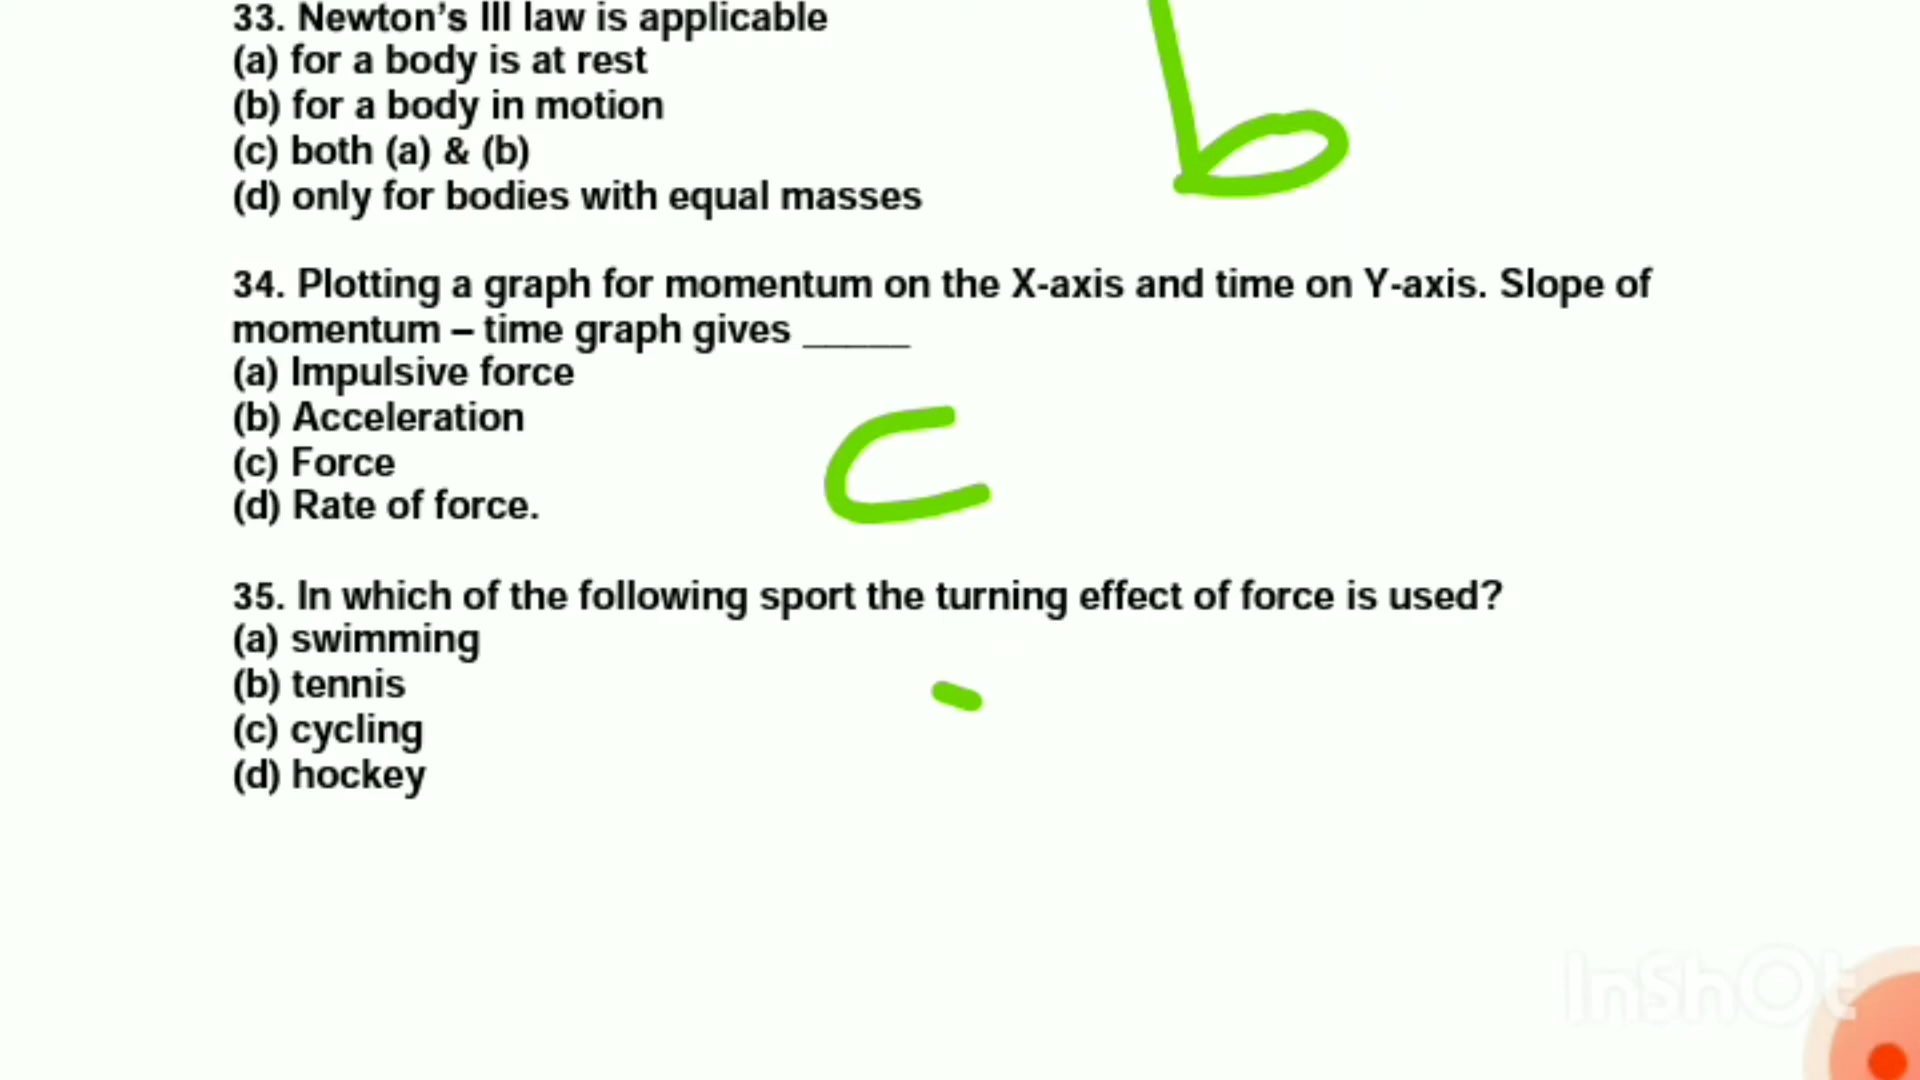 33. Newton’s III law is applicable
(a) for a body is at rest
(b) for a body in motion
(c) both (a) & (b)
(d) only for bodies with equal masses
b
34. Plotting a graph for momentum on the X-axis and time on Y-axis. Slope of
momentum – time graph gives _____
(a) Impulsive force
(b) Acceleration
(c) Force
(d) Rate of force.
c
35. In which of the following sport the turning effect of force is used?
(a) swimming
(b) tennis
(c) cycling
(d) hockey
InShOt